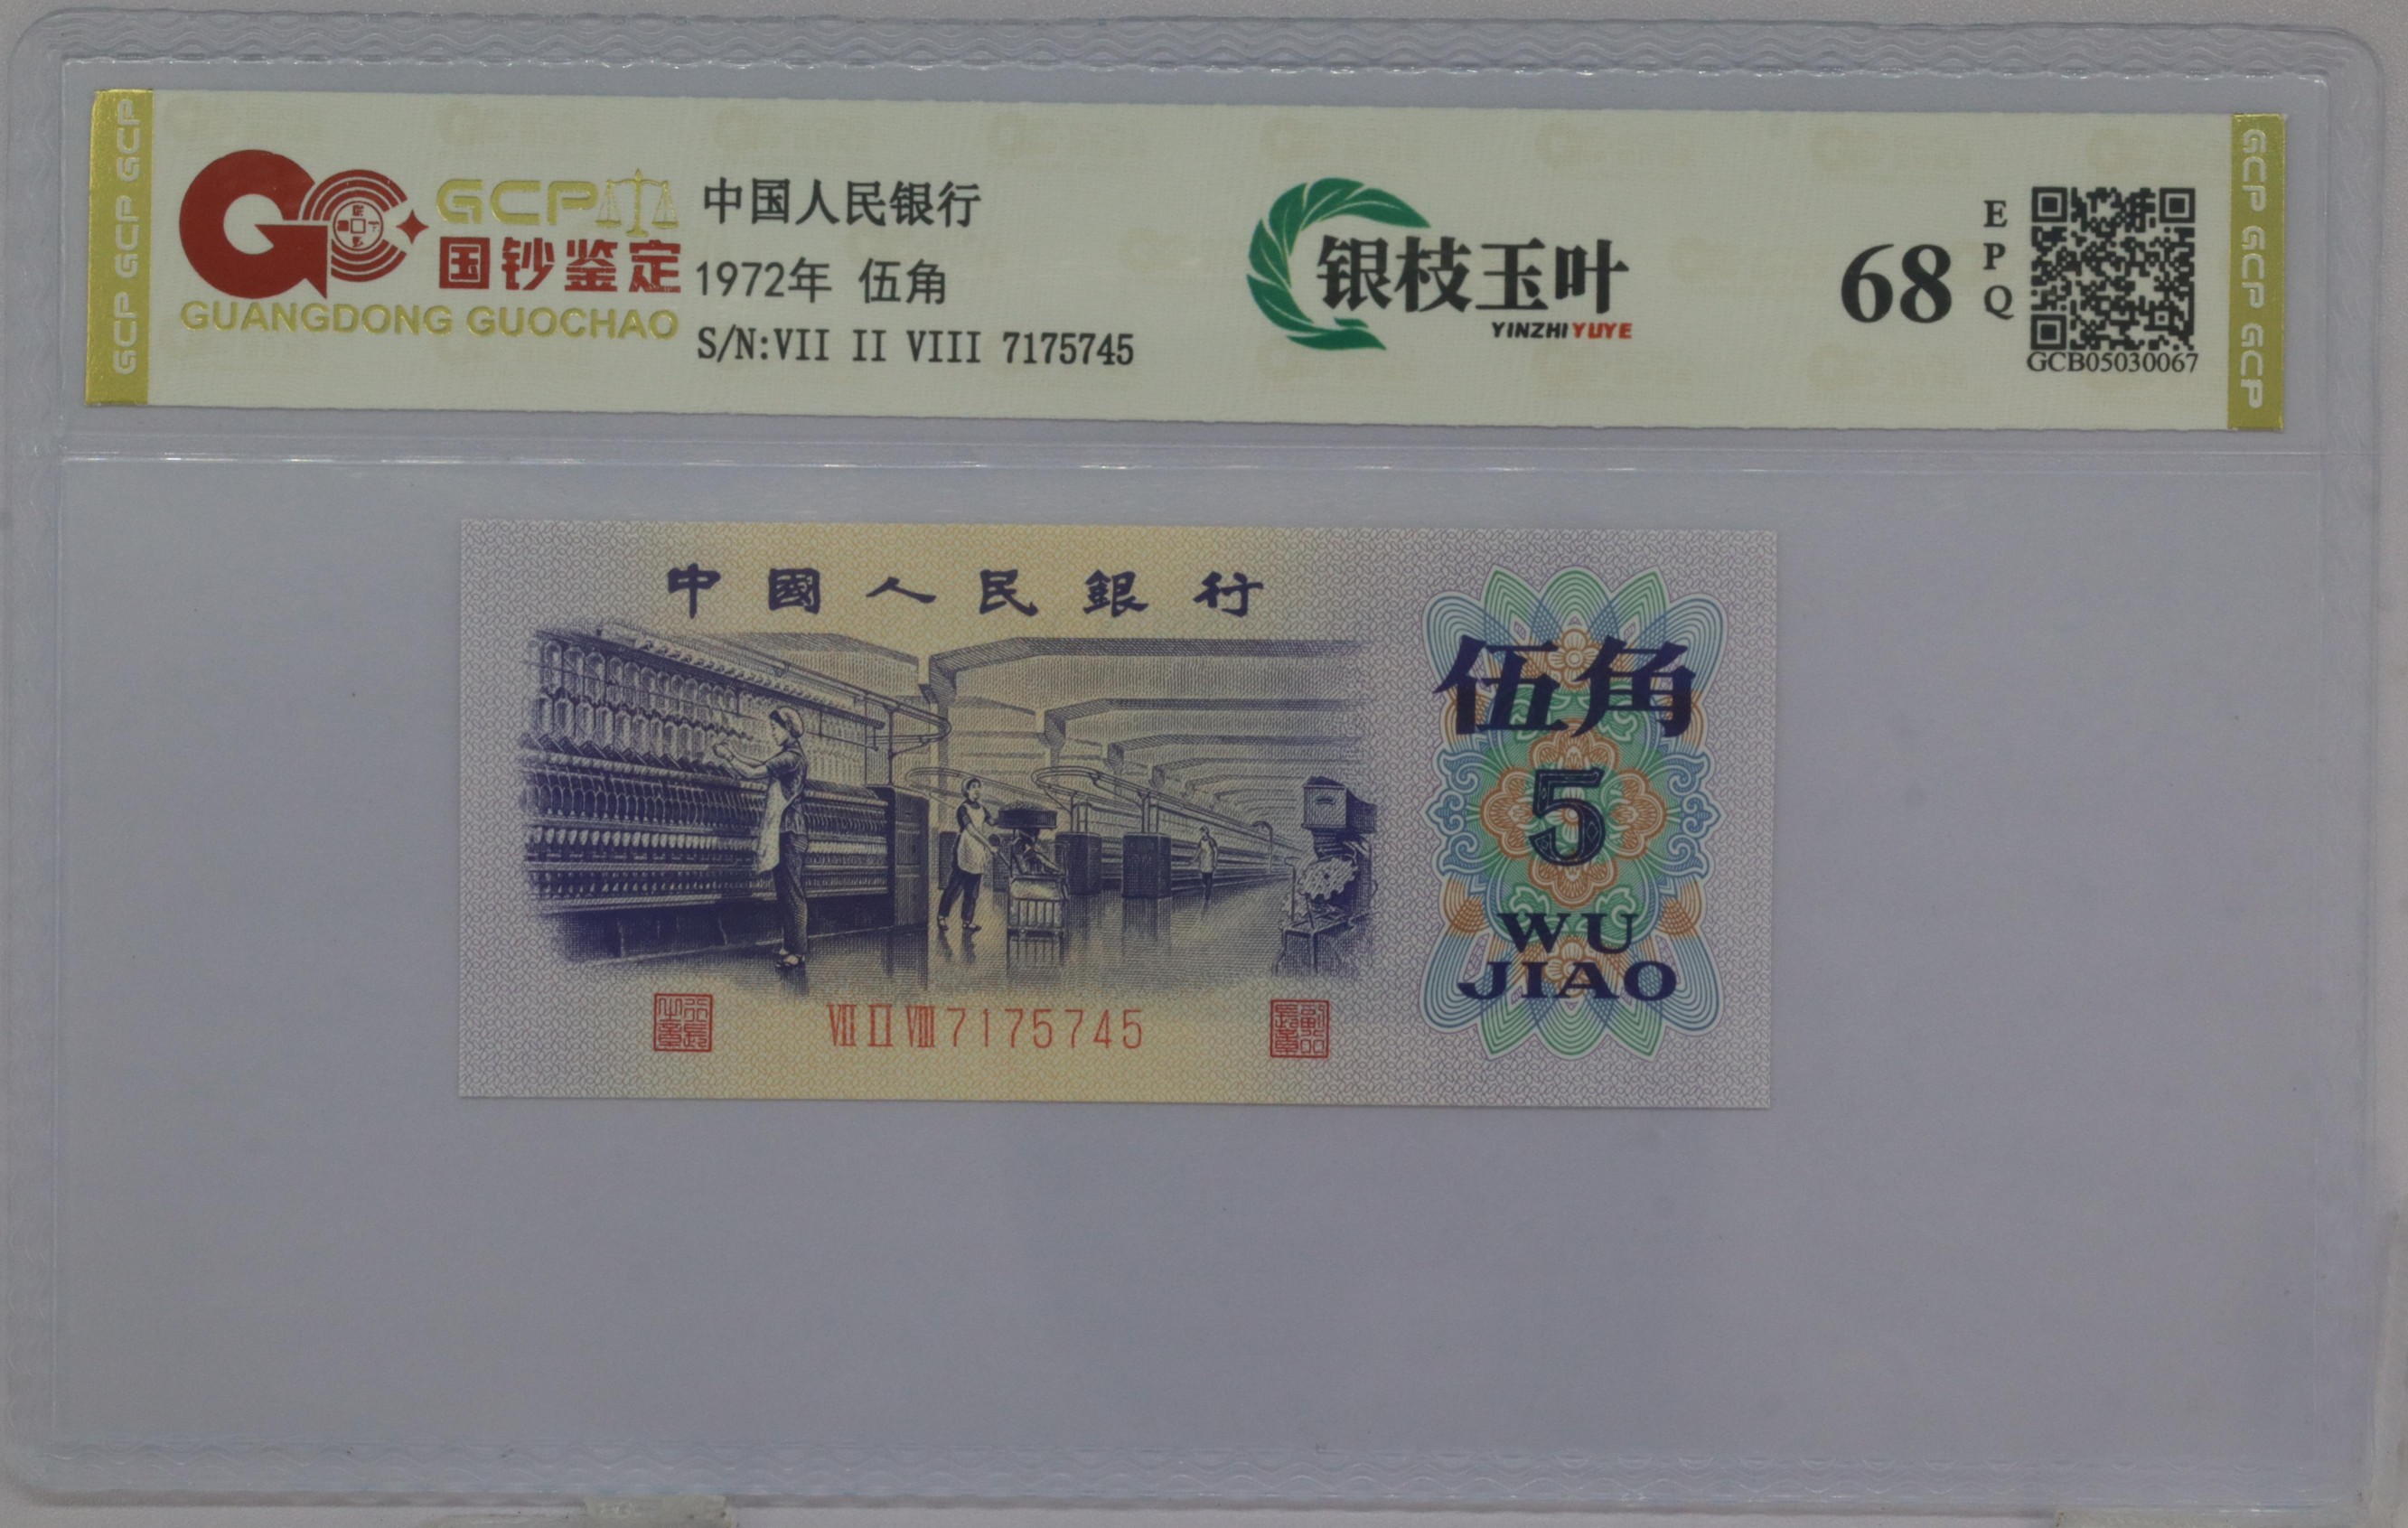 GCP GCP GCP
GCP
国钞鉴定
GUANGDONG GUOCHAO
中国人民银行
1972年 伍角
S/N:VII II VIII 7175745
银枝玉叶
YINZHIYUYE
68
EPQ
GCB05030067
GCP GCP GCP
中國人民銀行
伍角
5
WU
JIAO
VII II VIII 7175745